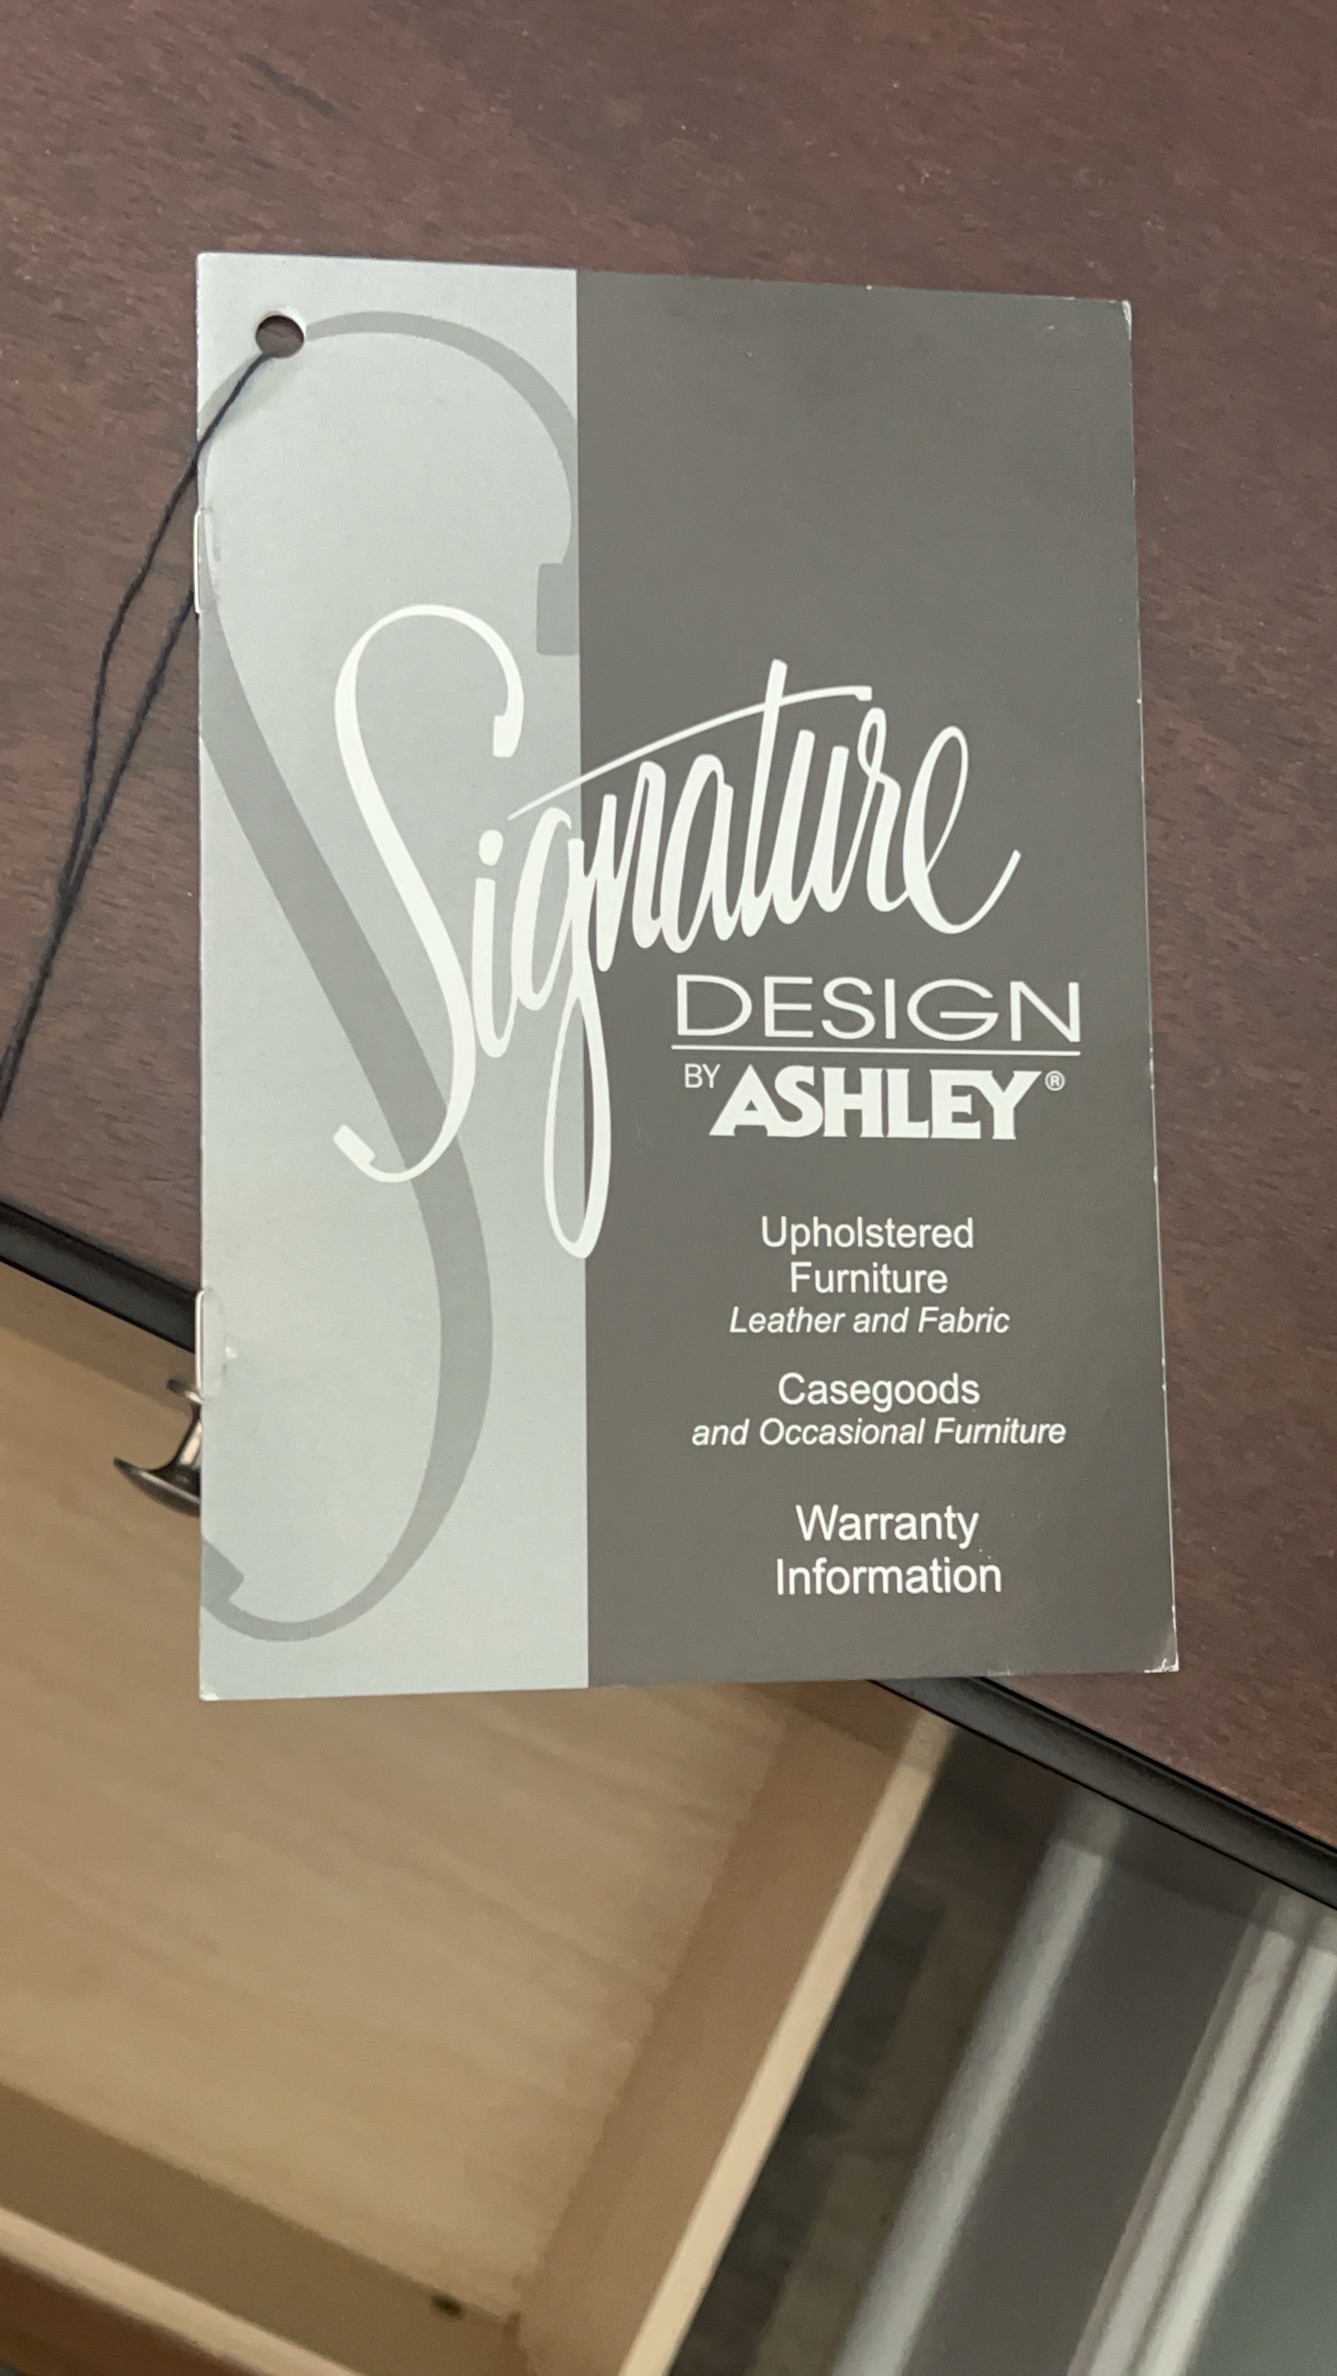 Signature
DESIGN
BY ASHLEY®
Upholstered
Furniture
Leather and Fabric
Casegoods
and Occasional Furniture
Warranty
Information